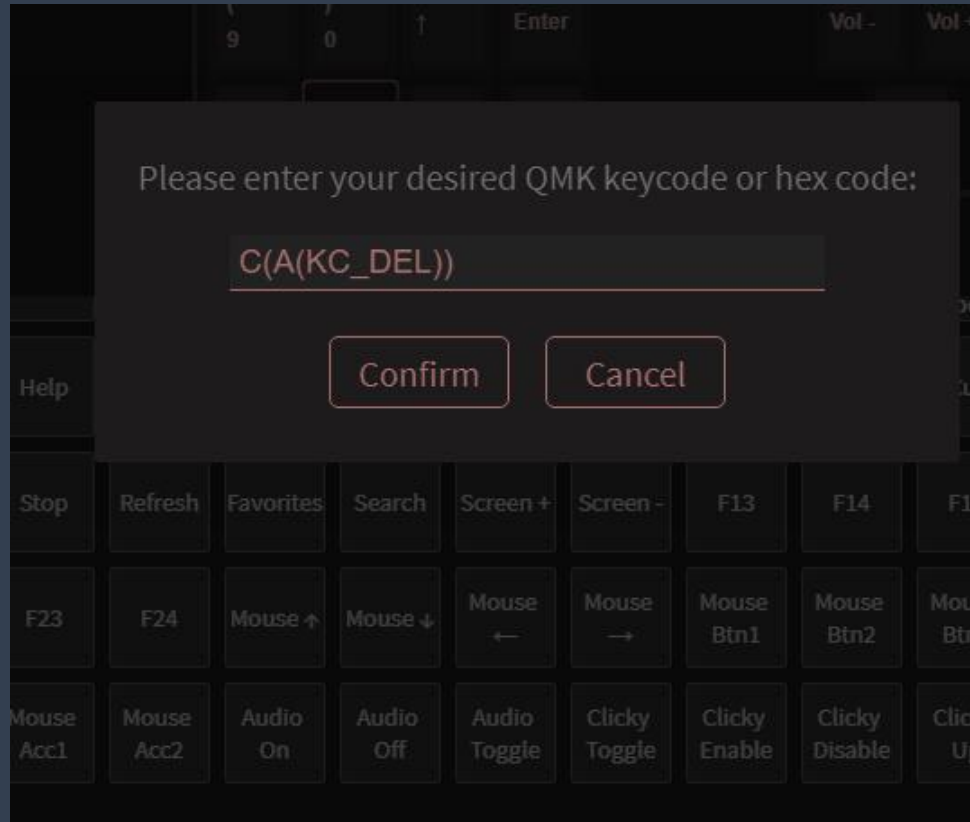 ( )
9 0 ↑ Enter Vol - Vol
Please enter your desired QMK keycode or hex code:
C(A(KC_DEL))
Confirm Cancel
Help
Stop Refresh Favorites Search Screen + Screen - F13 F14
F23 F24 Mouse ↑ Mouse ↓ Mouse ← Mouse → Mouse Btn1 Mouse Btn2
Mouse Acc1 Mouse Acc2 Audio On Audio Off Audio Toggle Clicky Toggle Clicky Enable Clicky Disable